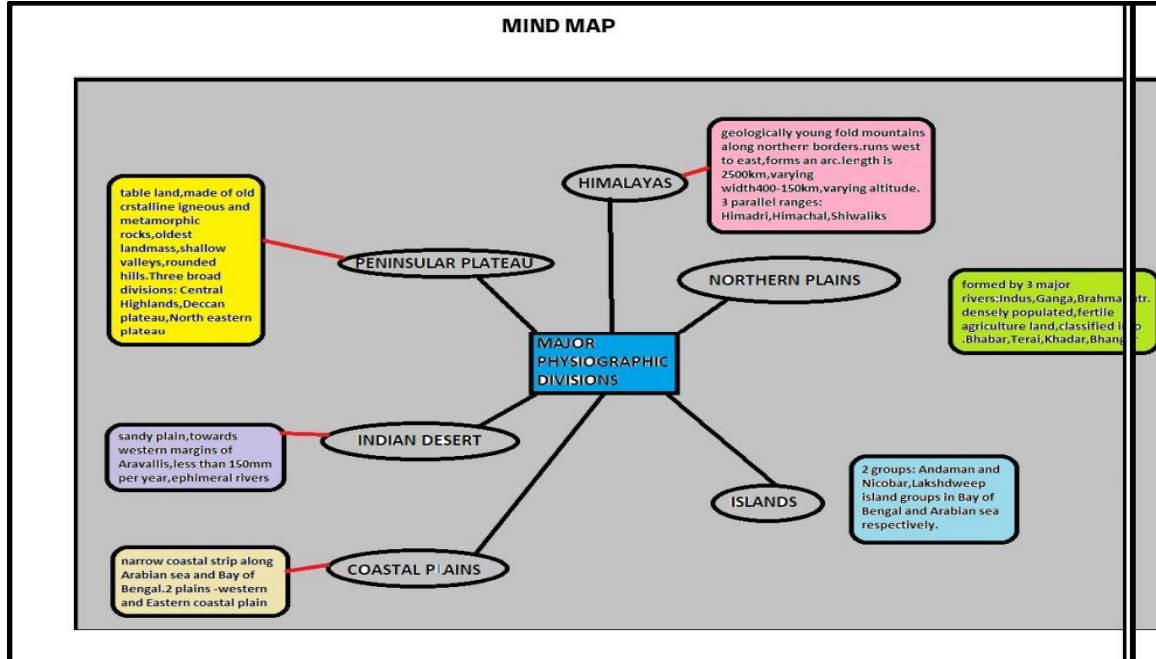 MIND MAP
geologically young fold mountains
along northern borders.runs west
to east,forms an arc.length is
2500km,varying
width400-150km,varying altitude.
3 parallel ranges:
Himadri,Himachal,Shiwaliks
HIMALAYAS
table land,made of old
crstalline igneous and
metamorphic
rocks,oldest
landmass,shallow
valleys,rounded
hills.Three broad
divisions: Central
Highlands,Deccan
plateau,North eastern
plateau
PENINSULAR PLATEAU
NORTHERN PLAINS
formed by 3 major
rivers:Indus,Ganga,
densely populated,fertile
agriculture land,classified
.Bhabar,Terai,Khadar,
MAJOR
PHYSIOGRAPHIC
DIVISIONS
sandy plain,towards
western margins of
Aravallis,less than 150mm
per year,ephimeral rivers
INDIAN DESERT
2 groups: Andaman and
Nicobar,Lakshdweep
island groups in Bay of
Bengal and Arabian sea
respectively.
ISLANDS
narrow coastal strip along
Arabian sea and Bay of
Bengal.2 plains -western
and Eastern coastal plain
COASTAL PLAINS